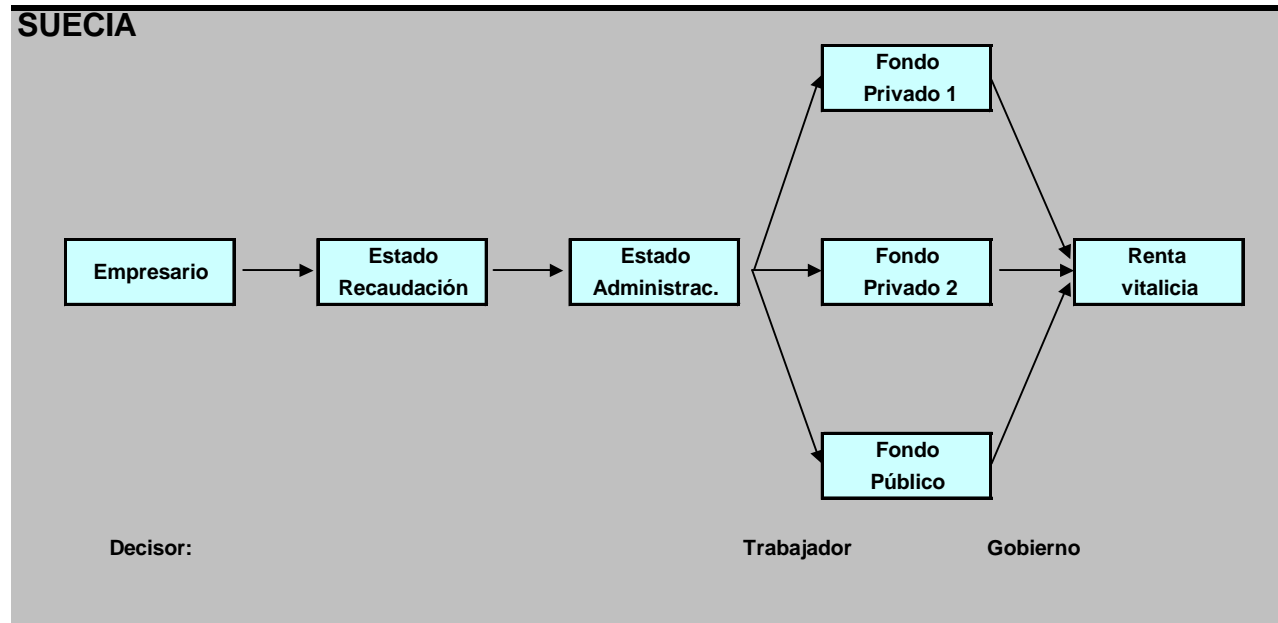 SUECIA
Fondo
Privado 1
Empresario
Estado
Recaudación
Estado
Administrac.
Fondo
Privado 2
Renta
vitalicia
Fondo
Público
Decisor:
Trabajador
Gobierno